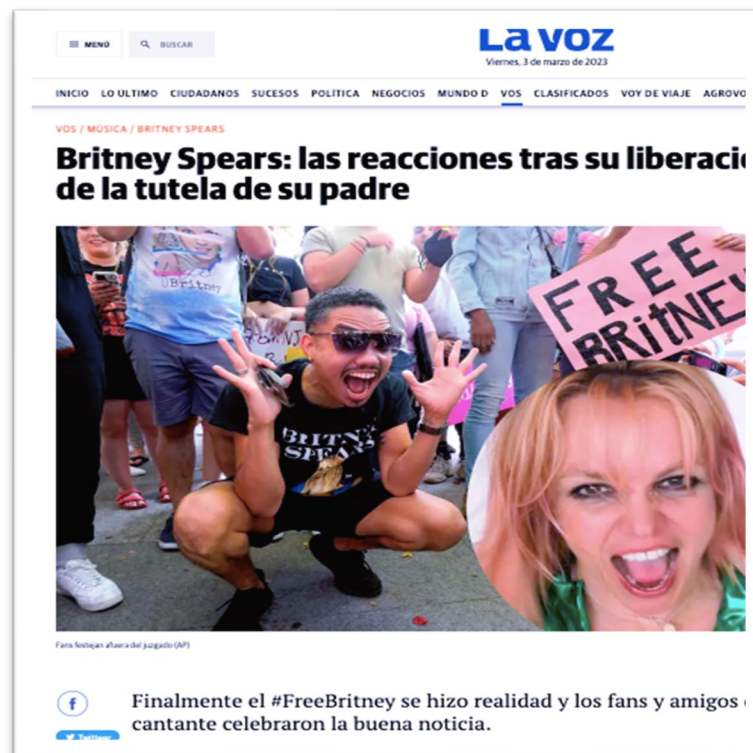 MENÚ
BUSCAR
La voz
Viernes, 3 de marzo de 2023
INICIO LO ÚLTIMO CIUDADANOS SUCESOS POLÍTICA NEGOCIOS MUNDO D VOS CLASIFICADOS VOY DE VIAJE AGROVO
VOS / MÚSICA / BRITNEY SPEARS
Britney Spears: las reacciones tras su liberació
de la tutela de su padre
UBritney
FREE
BRiTNEY
BRITNEY
SPEARS
Fans festejan afuera del juzgado (AP)
f
Finalmente el #FreeBritney se hizo realidad y los fans y amigos
cantante celebraron la buena noticia.
Twittear